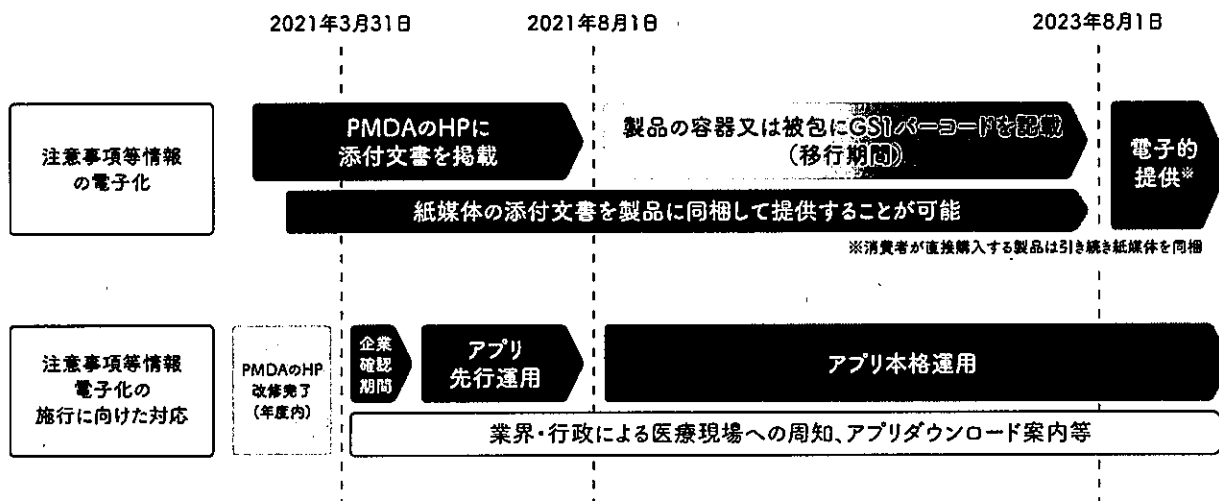 2021年3月31日
2021年8月1日
2023年8月1日
注意事項等情報
の電子化
PMDAのHPに
添付文書を掲載
製品の容器又は被包にGS1バーコードを記載
(移行期間)
電子的
提供※
紙媒体の添付文書を製品に同梱して提供することが可能
※消費者が直接購入する製品は引き続き紙媒体を同梱
注意事項等情報
電子化の
施行に向けた対応
PMDAのHP
改修完了
(年度内)
企業
確認
期間
アプリ
先行運用
アプリ本格運用
業界・行政による医療現場への周知、アプリダウンロード案内等